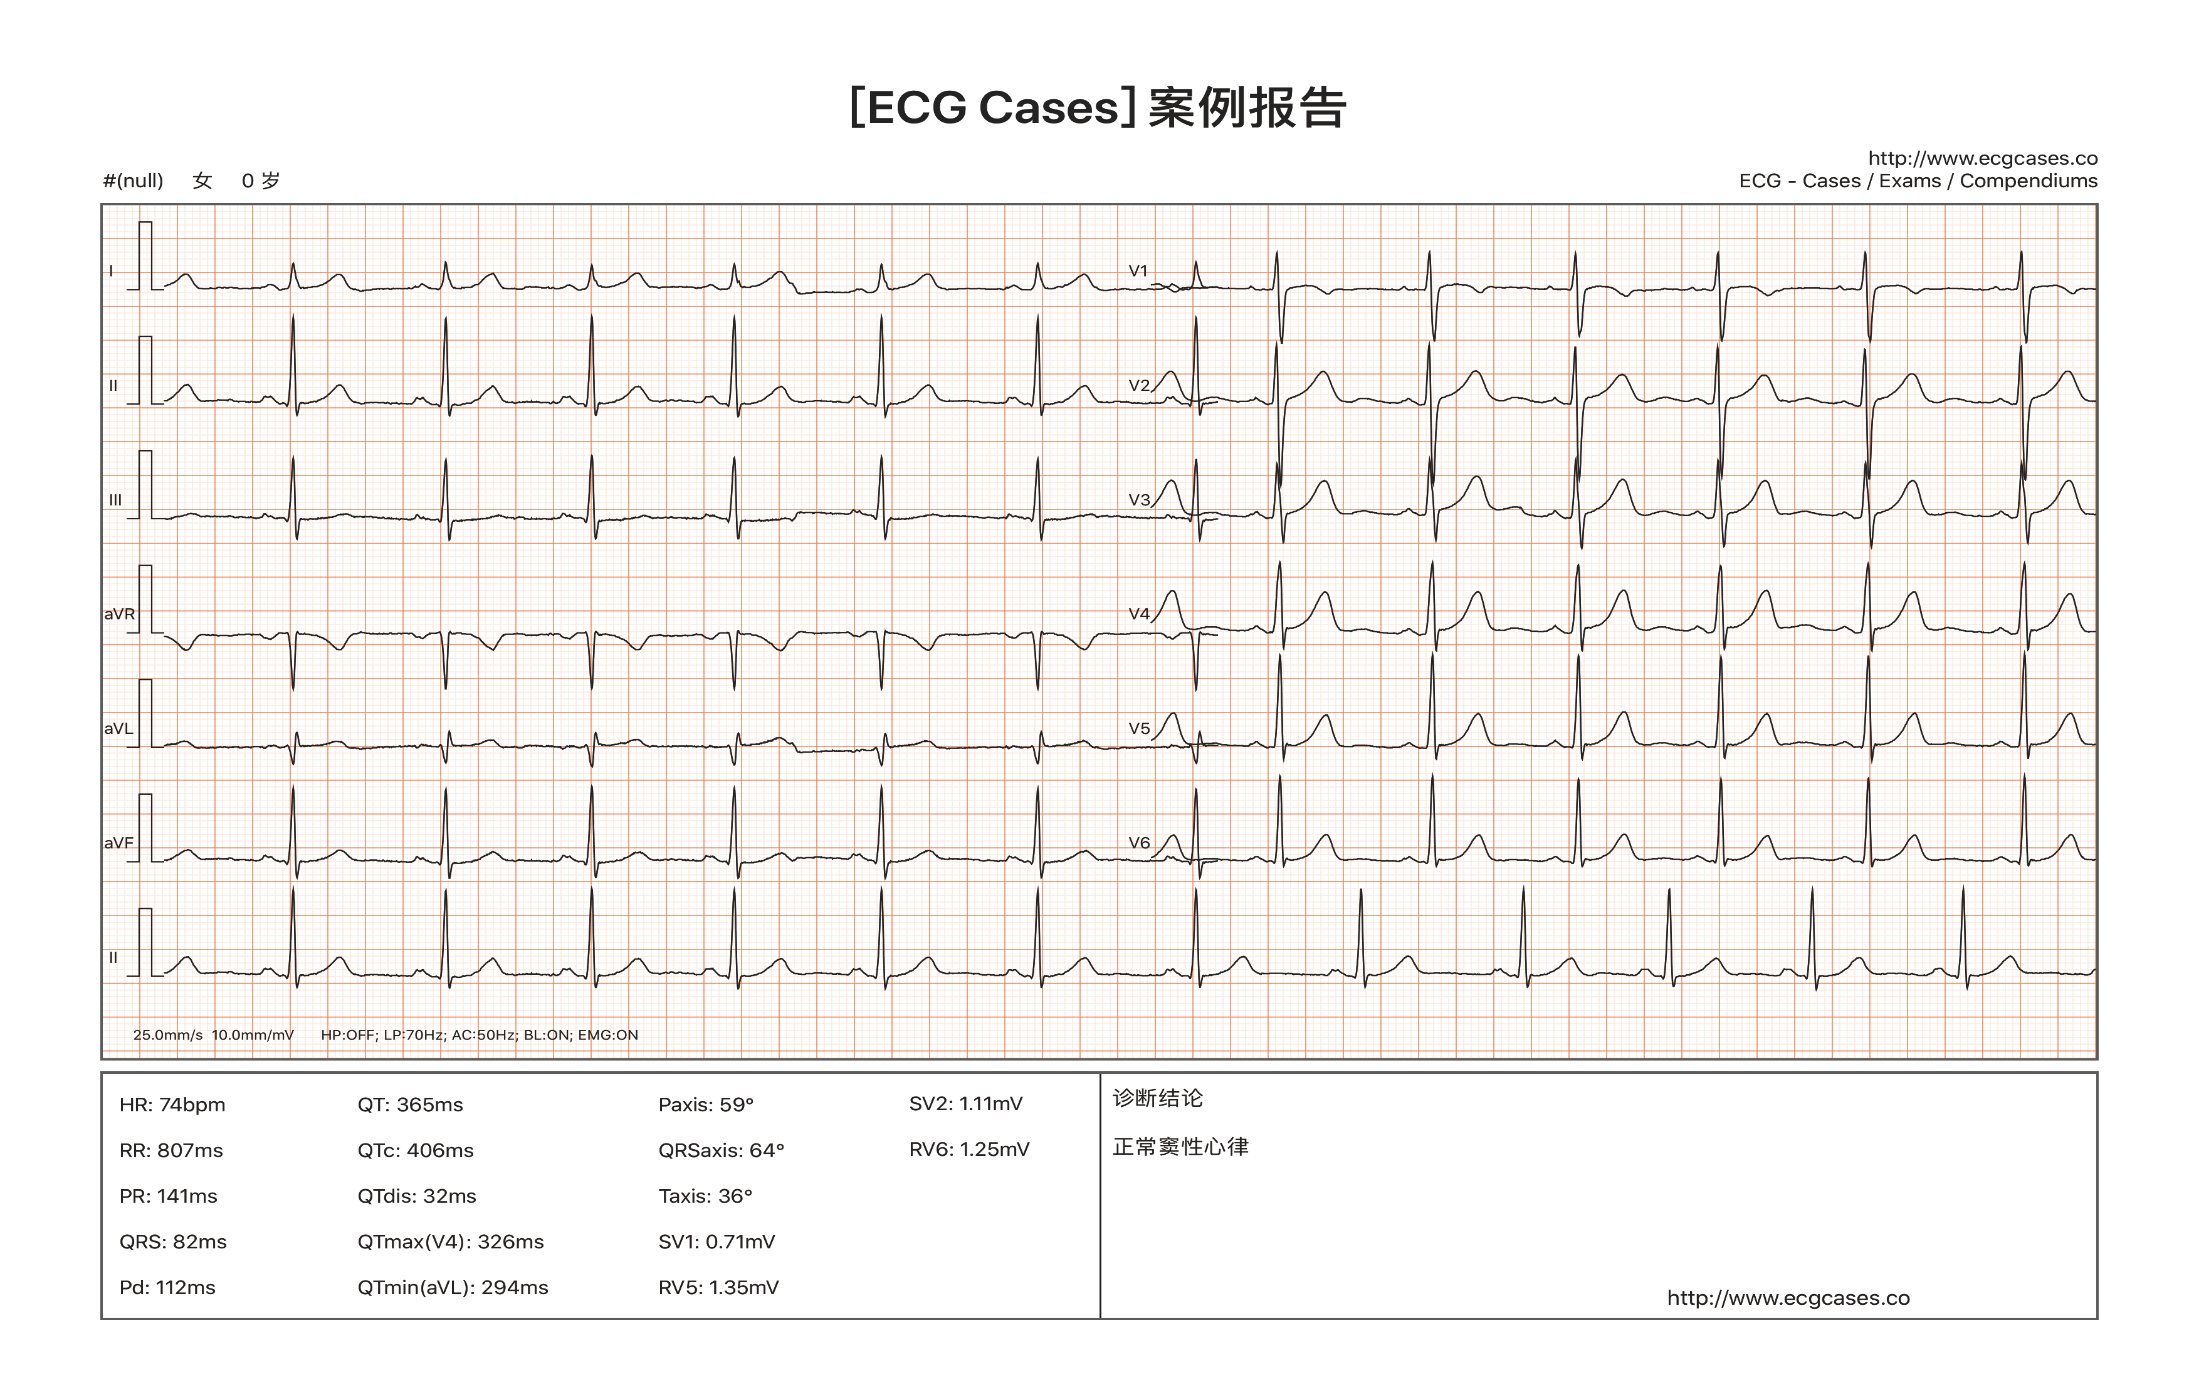 [ECG Cases] 案例报告
http://www.ecgcases.co
#(null) 女 0 岁
ECG - Cases / Exams / Compendiums
I
V1
II
V2
III
V3
aVR
V4
aVL
V5
aVF
V6
II
25.0mm/s 10.0mm/mV HP:OFF; LP:70Hz; AC:50Hz; BL:ON; EMG:ON
HR: 74bpm
RR: 807ms
PR: 141ms
QRS: 82ms
Pd: 112ms
QT: 365ms
QTc: 406ms
QTdis: 32ms
QTmax(V4): 326ms
QTmin(aVL): 294ms
Paxis: 59°
QRSaxis: 64°
Taxis: 36°
SV1: 0.71mV
RV5: 1.35mV
SV2: 1.11mV
RV6: 1.25mV
诊断结论
正常窦性心律
http://www.ecgcases.co